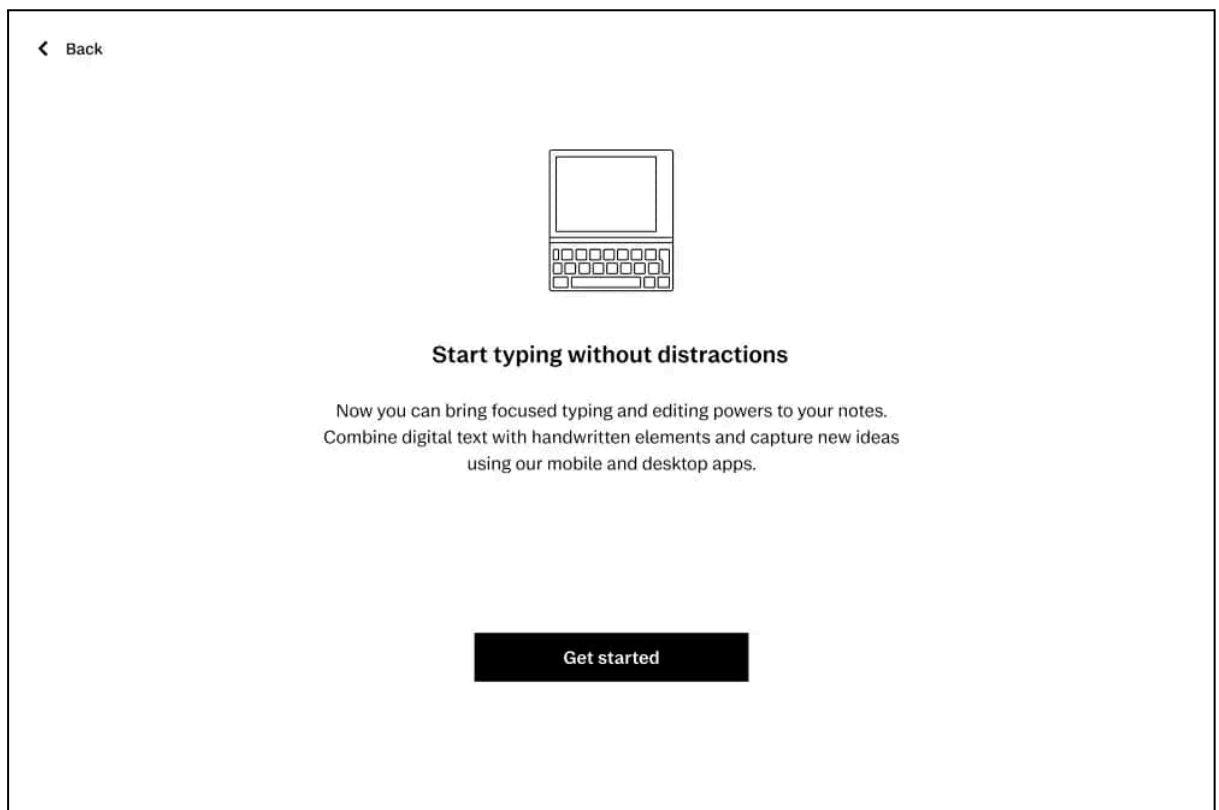 Back
Start typing without distractions
Now you can bring focused typing and editing powers to your notes.
Combine digital text with handwritten elements and capture new ideas
using our mobile and desktop apps.
Get started